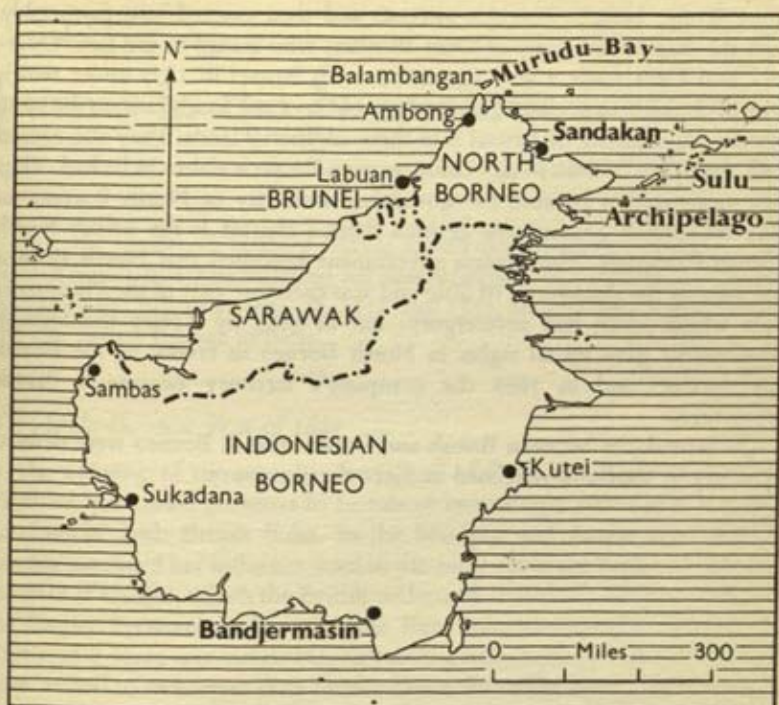 N
Murudu Bay
Balambangan
Ambong
Sandakan
Labuan
NORTH
BORNEO
Sulu
BRUNEI
Archipelago
SARAWAK
Sambas
INDONESIAN
BORNEO
Kutei
Sukadana
Bandjermasin
0 Miles 300